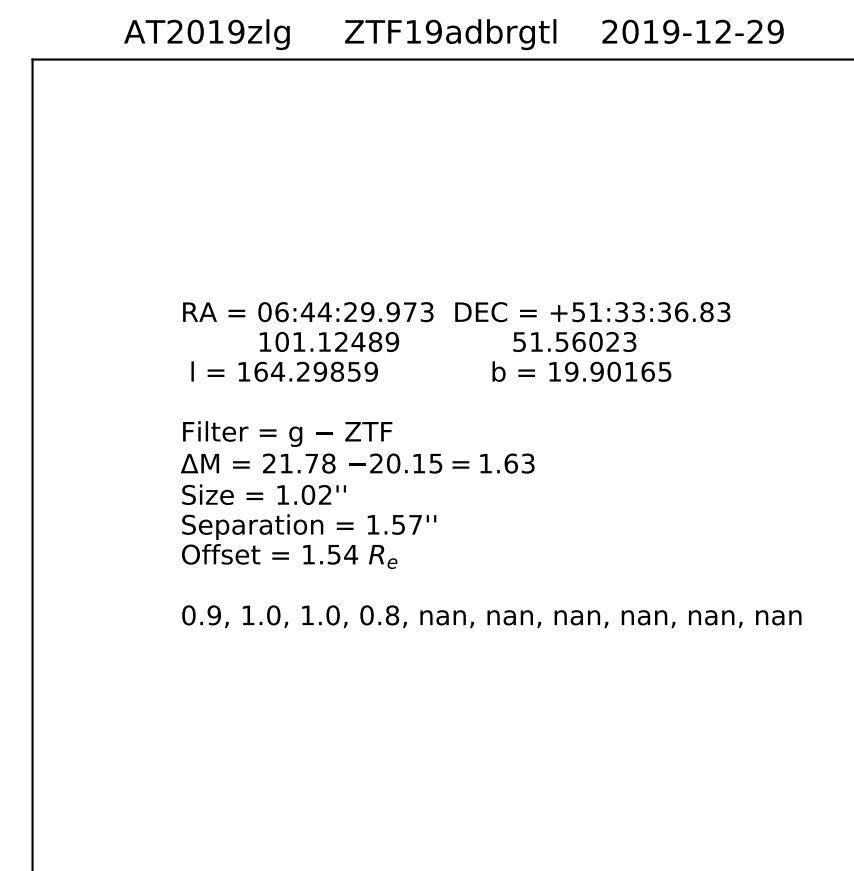 AT2019zlg ZTF19adbrgtl 2019-12-29
RA = 06:44:29.973 DEC = +51:33:36.83
101.12489 51.56023
l = 164.29859 b = 19.90165
Filter = g − ZTF
ΔM = 21.78 −20.15 = 1.63
Size = 1.02''
Separation = 1.57''
Offset = 1.54 Re
0.9, 1.0, 1.0, 0.8, nan, nan, nan, nan, nan, nan